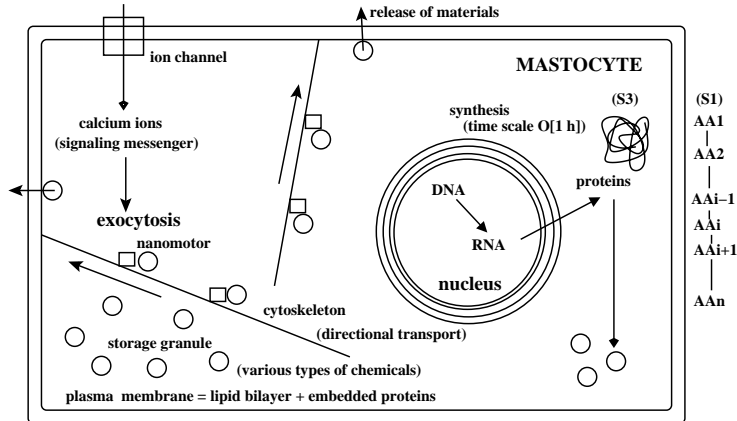 release of materials
ion channel
MASTOCYTE
(S3)
(S1)
synthesis
(time scale O[1 h])
calcium ions
(signaling messenger)
AA1
AA2
proteins
DNA
AAi−1
exocytosis
AAi
nanomotor
RNA
AAi+1
nucleus
cytoskeleton
AAn
(directional transport)
storage granule
(various types of chemicals)
plasma membrane = lipid bilayer + embedded proteins